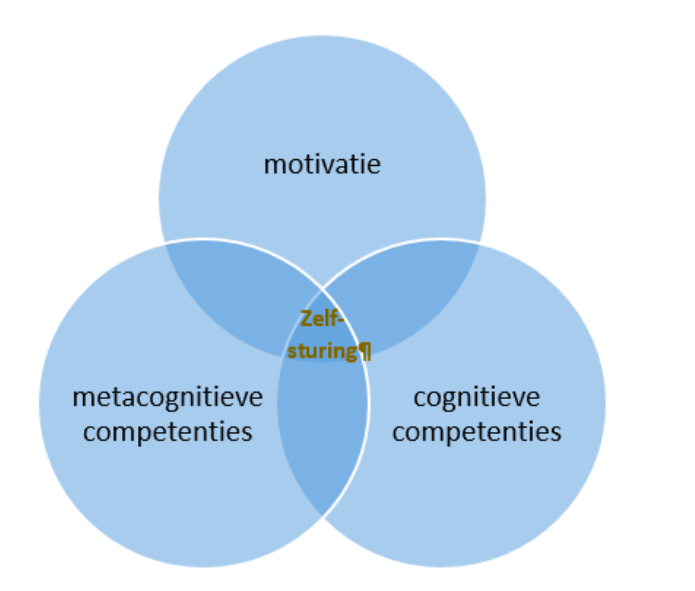 motivatie
Zelf-
sturing¶
metacognitieve
competenties
cognitieve
competenties